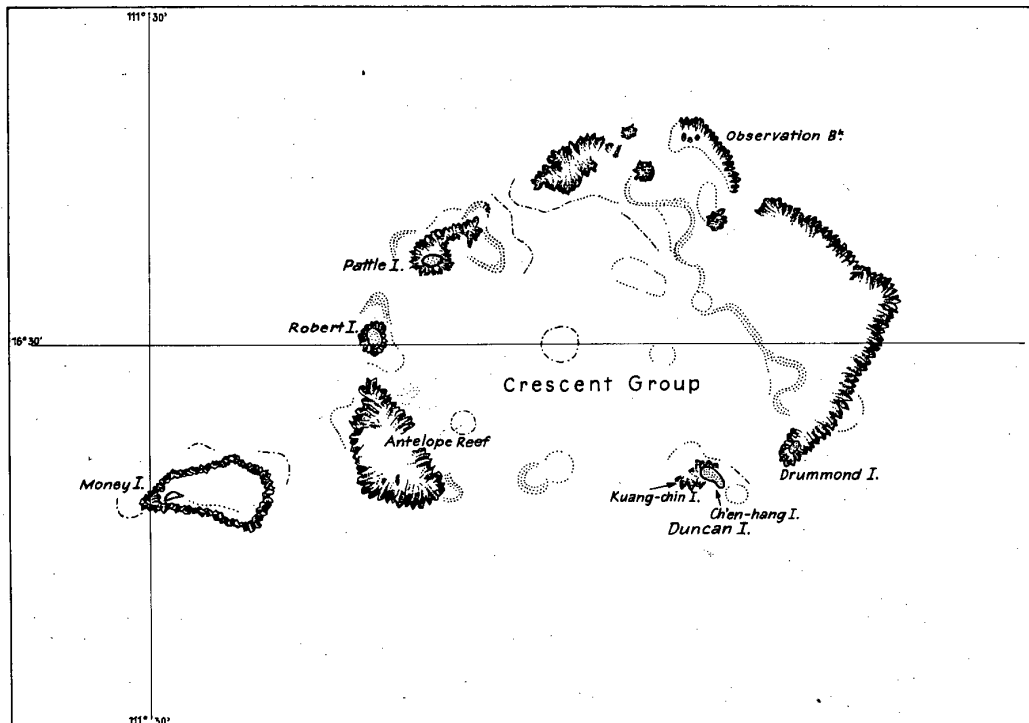 111° 30'
Observation Bk.
Pattle I.
Robert I.
16° 30'
Crescent Group
Antelope Reef
Money I.
Drummond I.
Kuang-chin I.
Ch'en-hang I.
Duncan I.
111° 30'